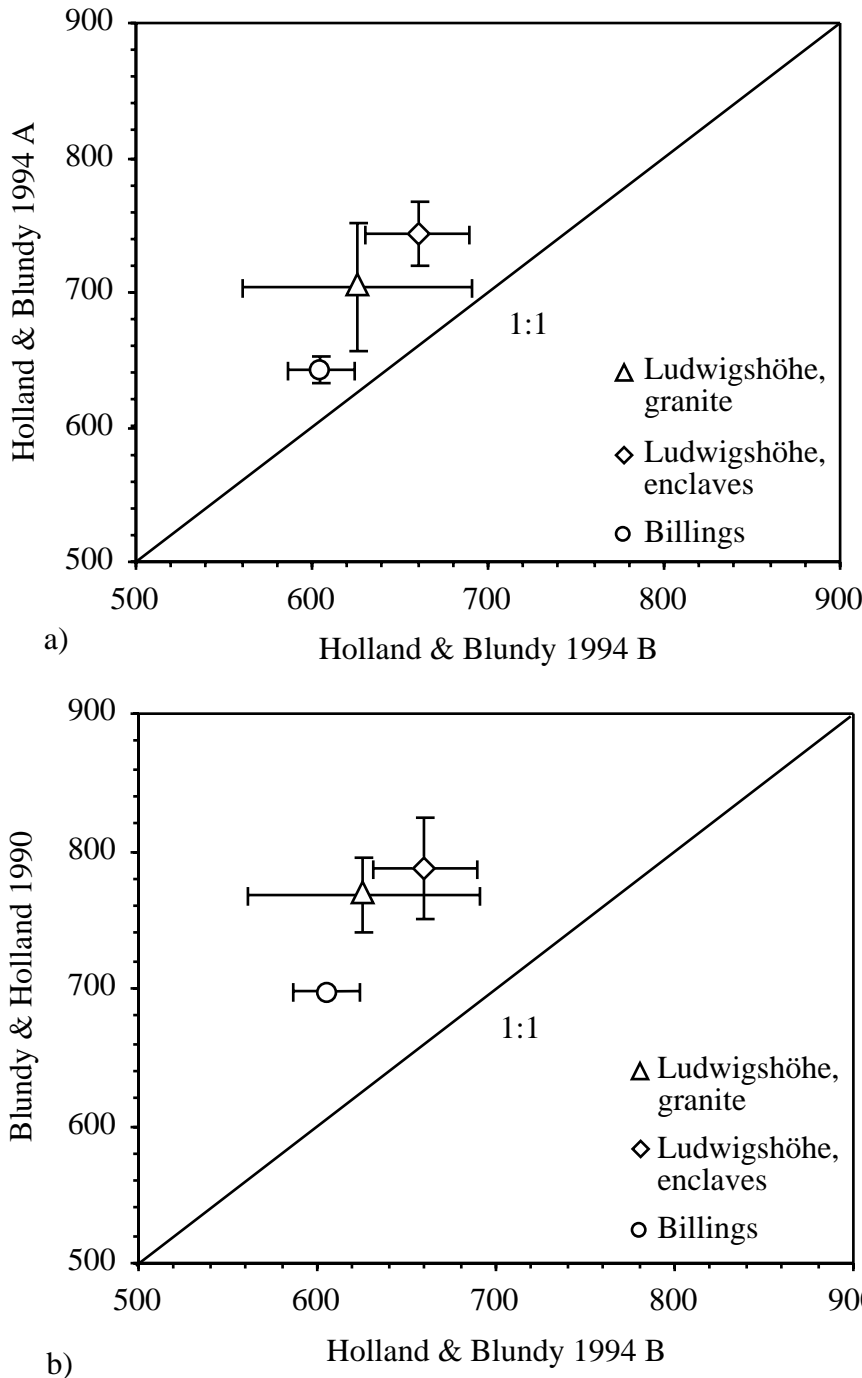 900
800
700
600
500
Holland & Blundy 1994 A
1:1
Ludwigshöhe,
granite
Ludwigshöhe,
enclaves
Billings
500
600
700
800
900
a)
Holland & Blundy 1994 B
900
800
700
600
500
Blundy & Holland 1990
1:1
Ludwigshöhe,
granite
Ludwigshöhe,
enclaves
Billings
500
600
700
800
900
Holland & Blundy 1994 B
b)